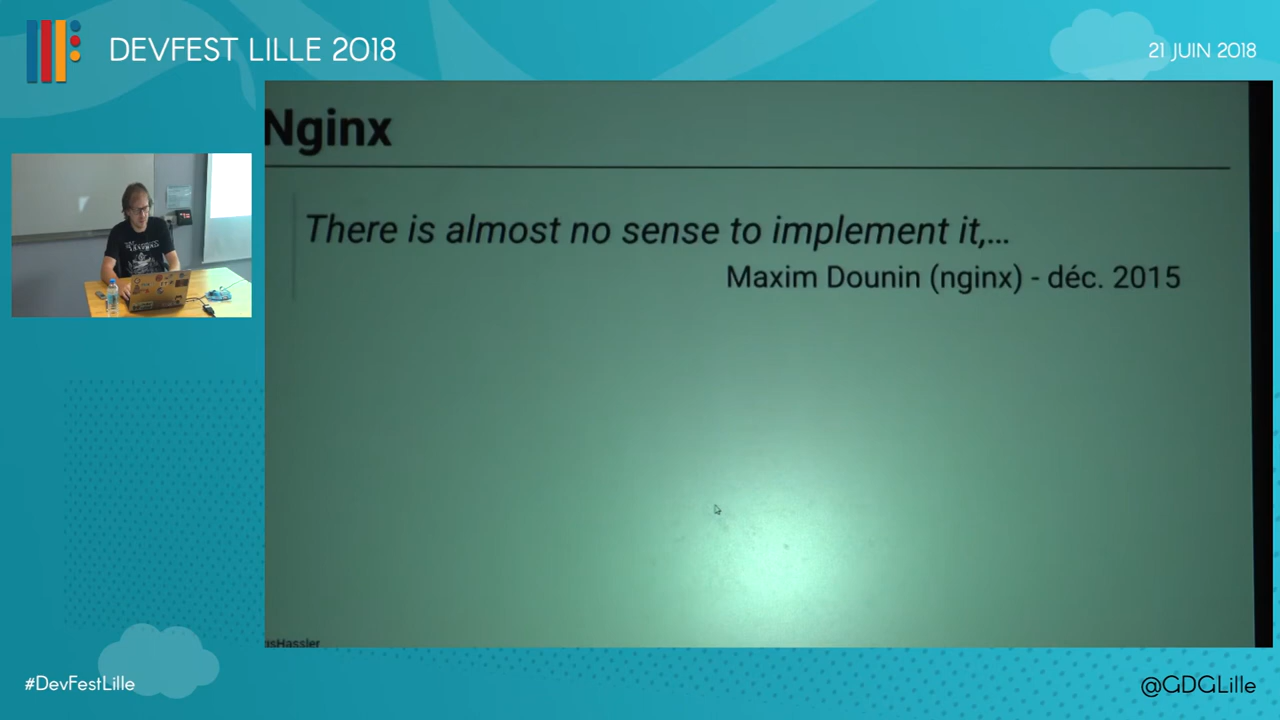 DEVFEST LILLE 2018
21 JUIN 2018
Nginx
There is almost no sense to implement it,...
Maxim Dounin (nginx) - déc. 2015
isHassler
#DevFestLille
@GDGLille